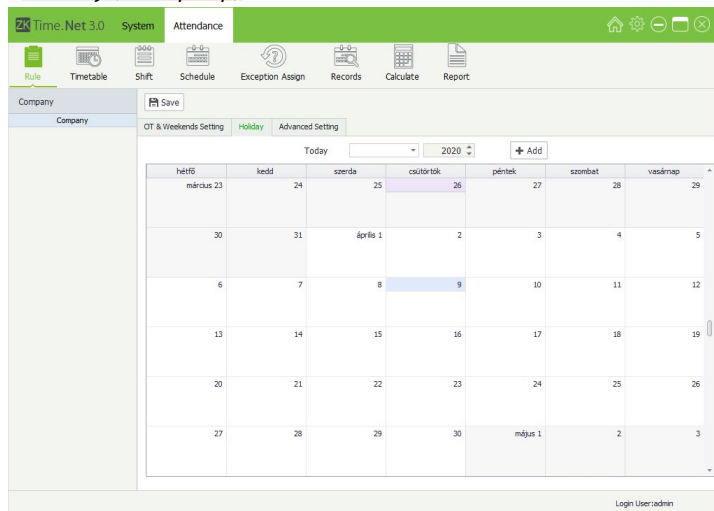 ZKTime.Net 3.0 System Attendance
Rule Timetable Shift Schedule Exception Assign Records Calculate Report
Company
Save
Company
OT & Weekends Setting Holiday Advanced Setting
Today 2020 Add
hétfő kedd szerda csütörtök péntek szombat vasárnap
március 23 24 25 26 27 28 29
30 31 április 1 2 3 4 5
6 7 8 9 10 11 12
13 14 15 16 17 18 19
20 21 22 23 24 25 26
27 28 29 30 május 1 2 3
Login User:admin